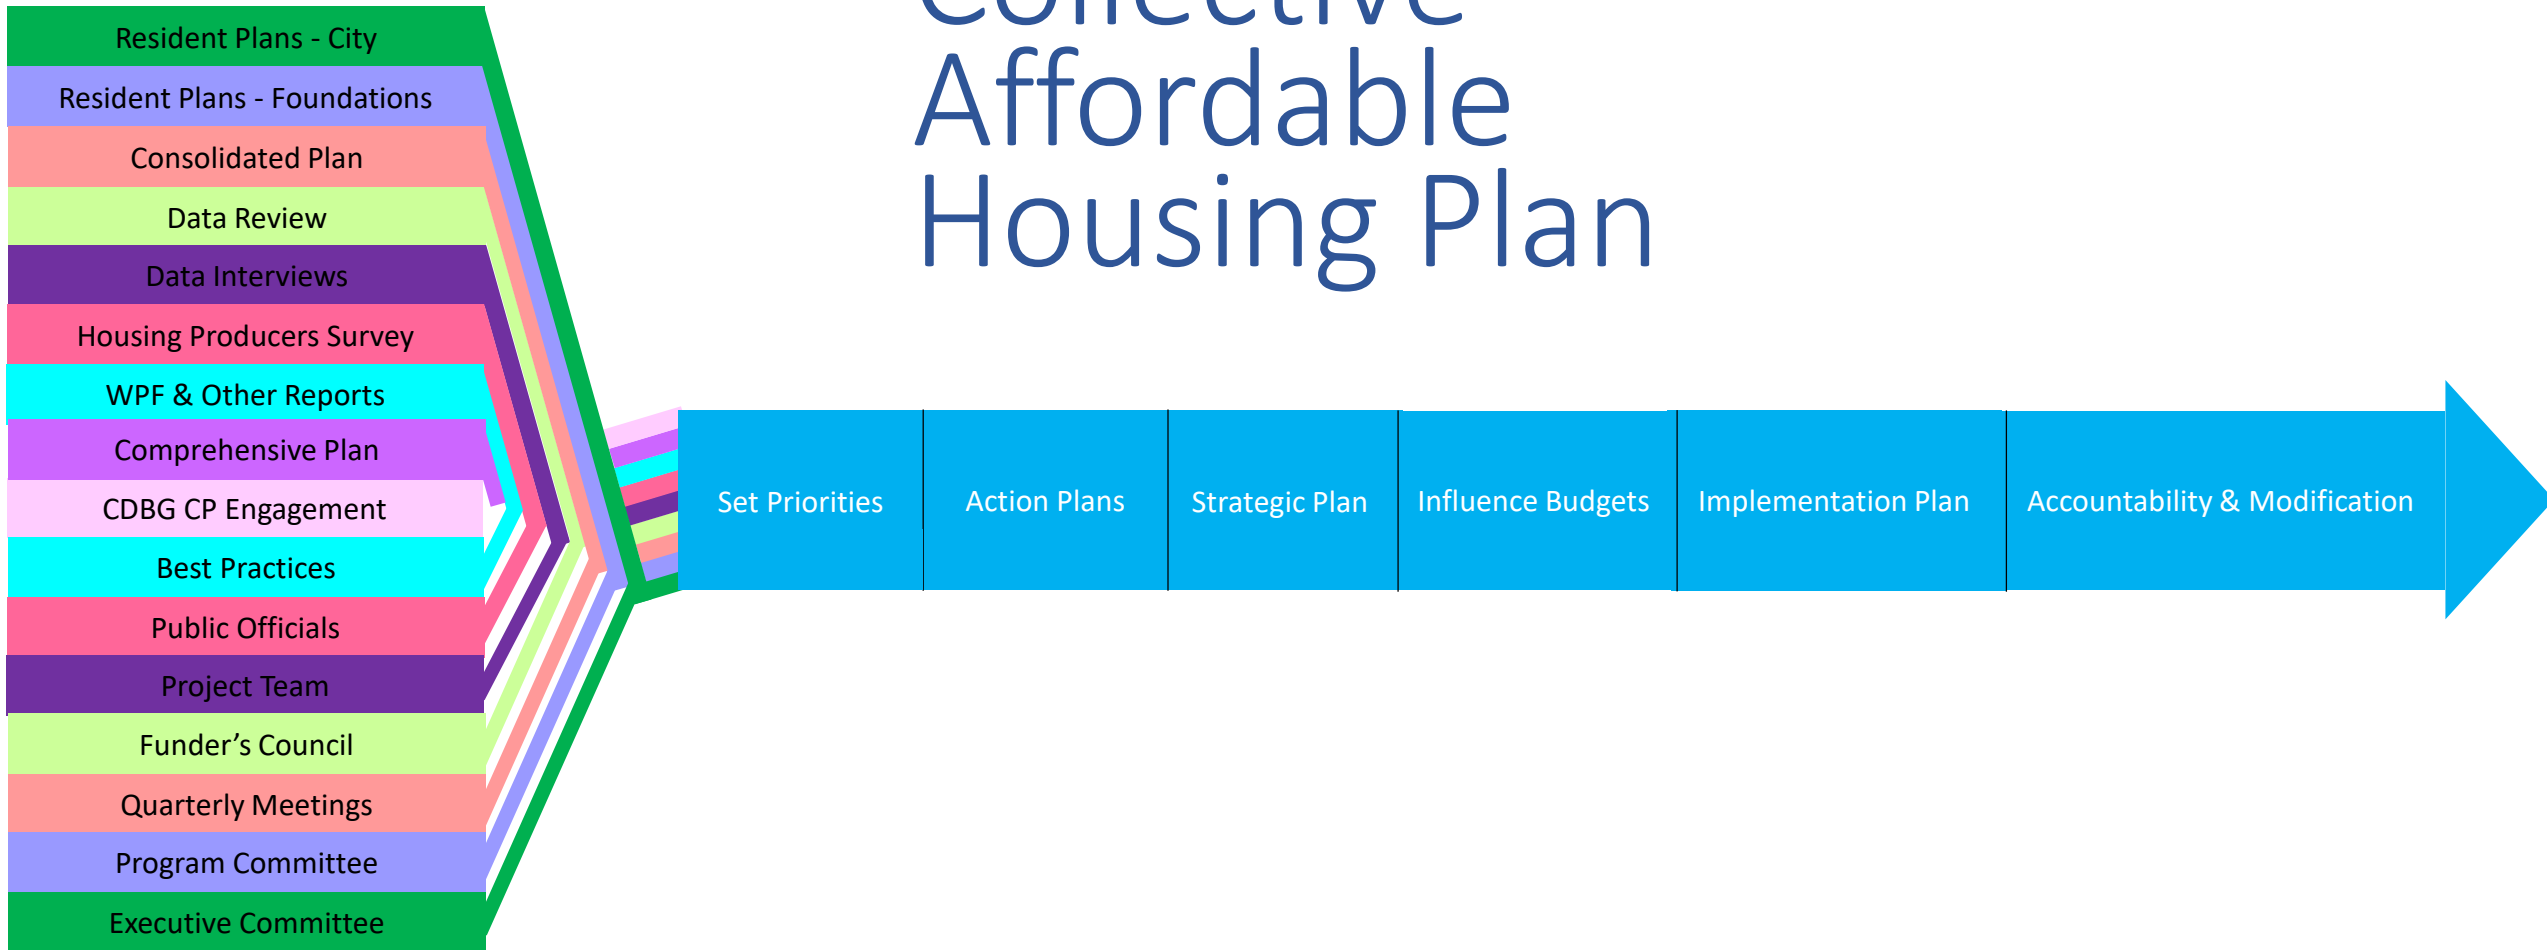 Collective
Affordable
Housing Plan
Resident Plans - City
Resident Plans - Foundations
Consolidated Plan
Data Review
Data Interviews
Housing Producers Survey
WPF & Other Reports
Comprehensive Plan
CDBG CP Engagement
Best Practices
Public Officials
Project Team
Funder’s Council
Quarterly Meetings
Program Committee
Executive Committee
Set Priorities
Action Plans
Strategic Plan
Influence Budgets
Implementation Plan
Accountability & Modification